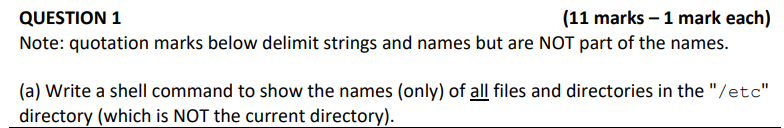 QUESTION 1 (11 marks – 1 mark each)
Note: quotation marks below delimit strings and names but are NOT part of the names.
(a) Write a shell command to show the names (only) of all files and directories in the "/etc"
directory (which is NOT the current directory).